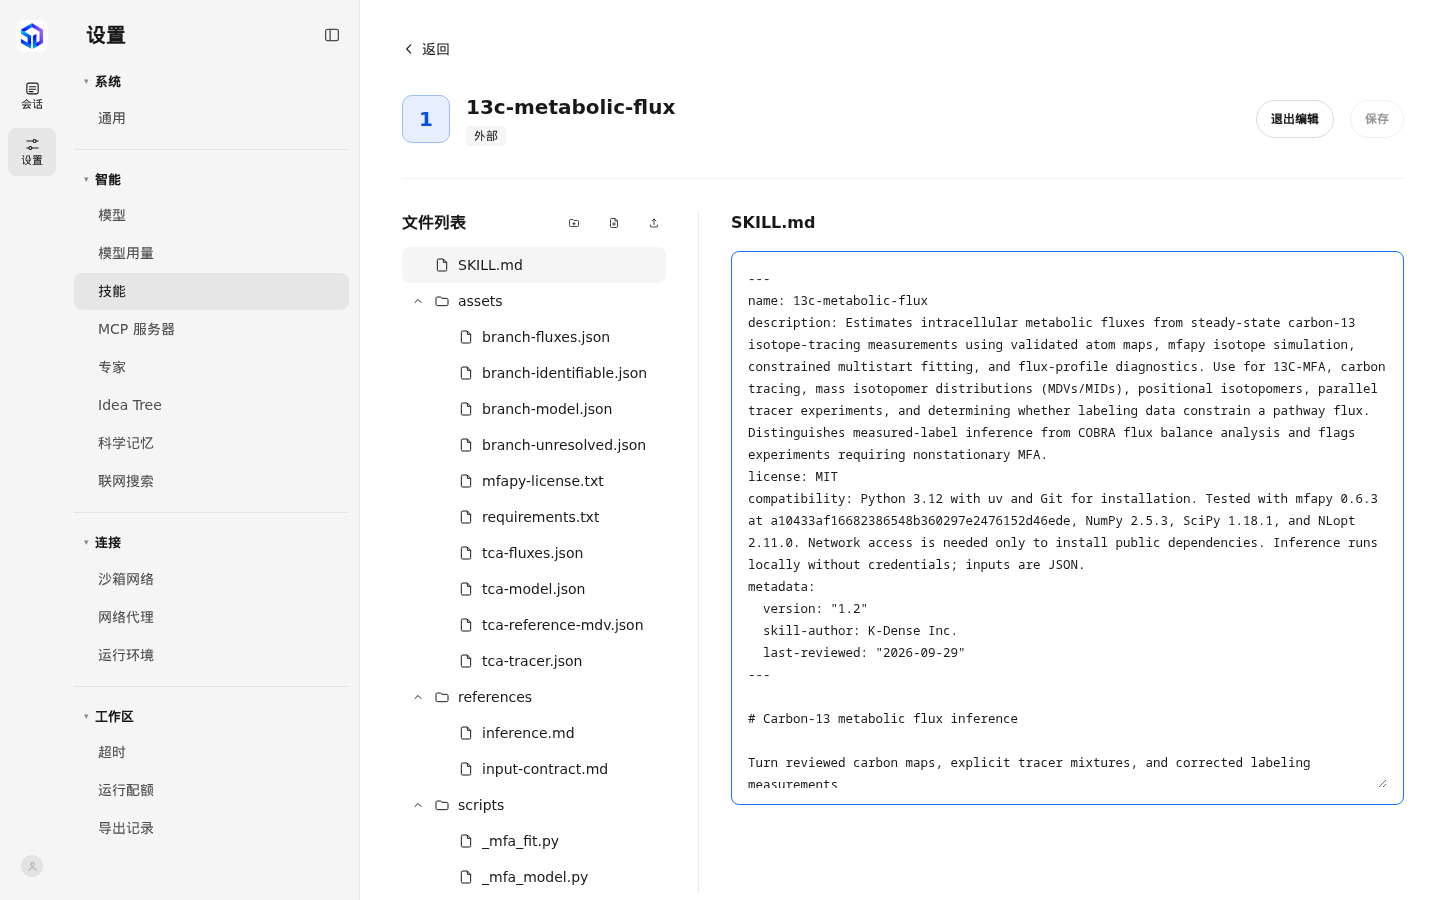 会话
设置
设置
系统
通用
智能
模型
模型用量
技能
MCP 服务器
专家
Idea Tree
科学记忆
联网搜索
连接
沙箱网络
网络代理
运行环境
工作区
超时
运行配额
导出记录
返回
1
13c-metabolic-flux
外部
退出编辑
保存
文件列表
SKILL.md
assets
branch-fluxes.json
branch-identifiable.json
branch-model.json
branch-unresolved.json
mfapy-license.txt
requirements.txt
tca-fluxes.json
tca-model.json
tca-reference-mdv.json
tca-tracer.json
references
inference.md
input-contract.md
scripts
_mfa_fit.py
_mfa_model.py
SKILL.md
---
name: 13c-metabolic-flux
description: Estimates intracellular metabolic fluxes from steady-state carbon-13
isotope-tracing measurements using validated atom maps, mfapy isotope simulation,
constrained multistart fitting, and flux-profile diagnostics. Use for 13C-MFA, carbon
tracing, mass isotopomer distributions (MDVs/MIDs), positional isotopomers, parallel
tracer experiments, and determining whether labeling data constrain a pathway flux.
Distinguishes measured-label inference from COBRA flux balance analysis and flags
experiments requiring nonstationary MFA.
license: MIT
compatibility: Python 3.12 with uv and Git for installation. Tested with mfapy 0.6.3
at a10433af16682386548b360297e2476152d46ede, NumPy 2.5.3, SciPy 1.18.1, and NLopt
2.11.0. Network access is needed only to install public dependencies. Inference runs
locally without credentials; inputs are JSON.
metadata:
  version: "1.2"
  skill-author: K-Dense Inc.
  last-reviewed: "2026-09-29"
---
# Carbon-13 metabolic flux inference
Turn reviewed carbon maps, explicit tracer mixtures, and corrected labeling
measurements